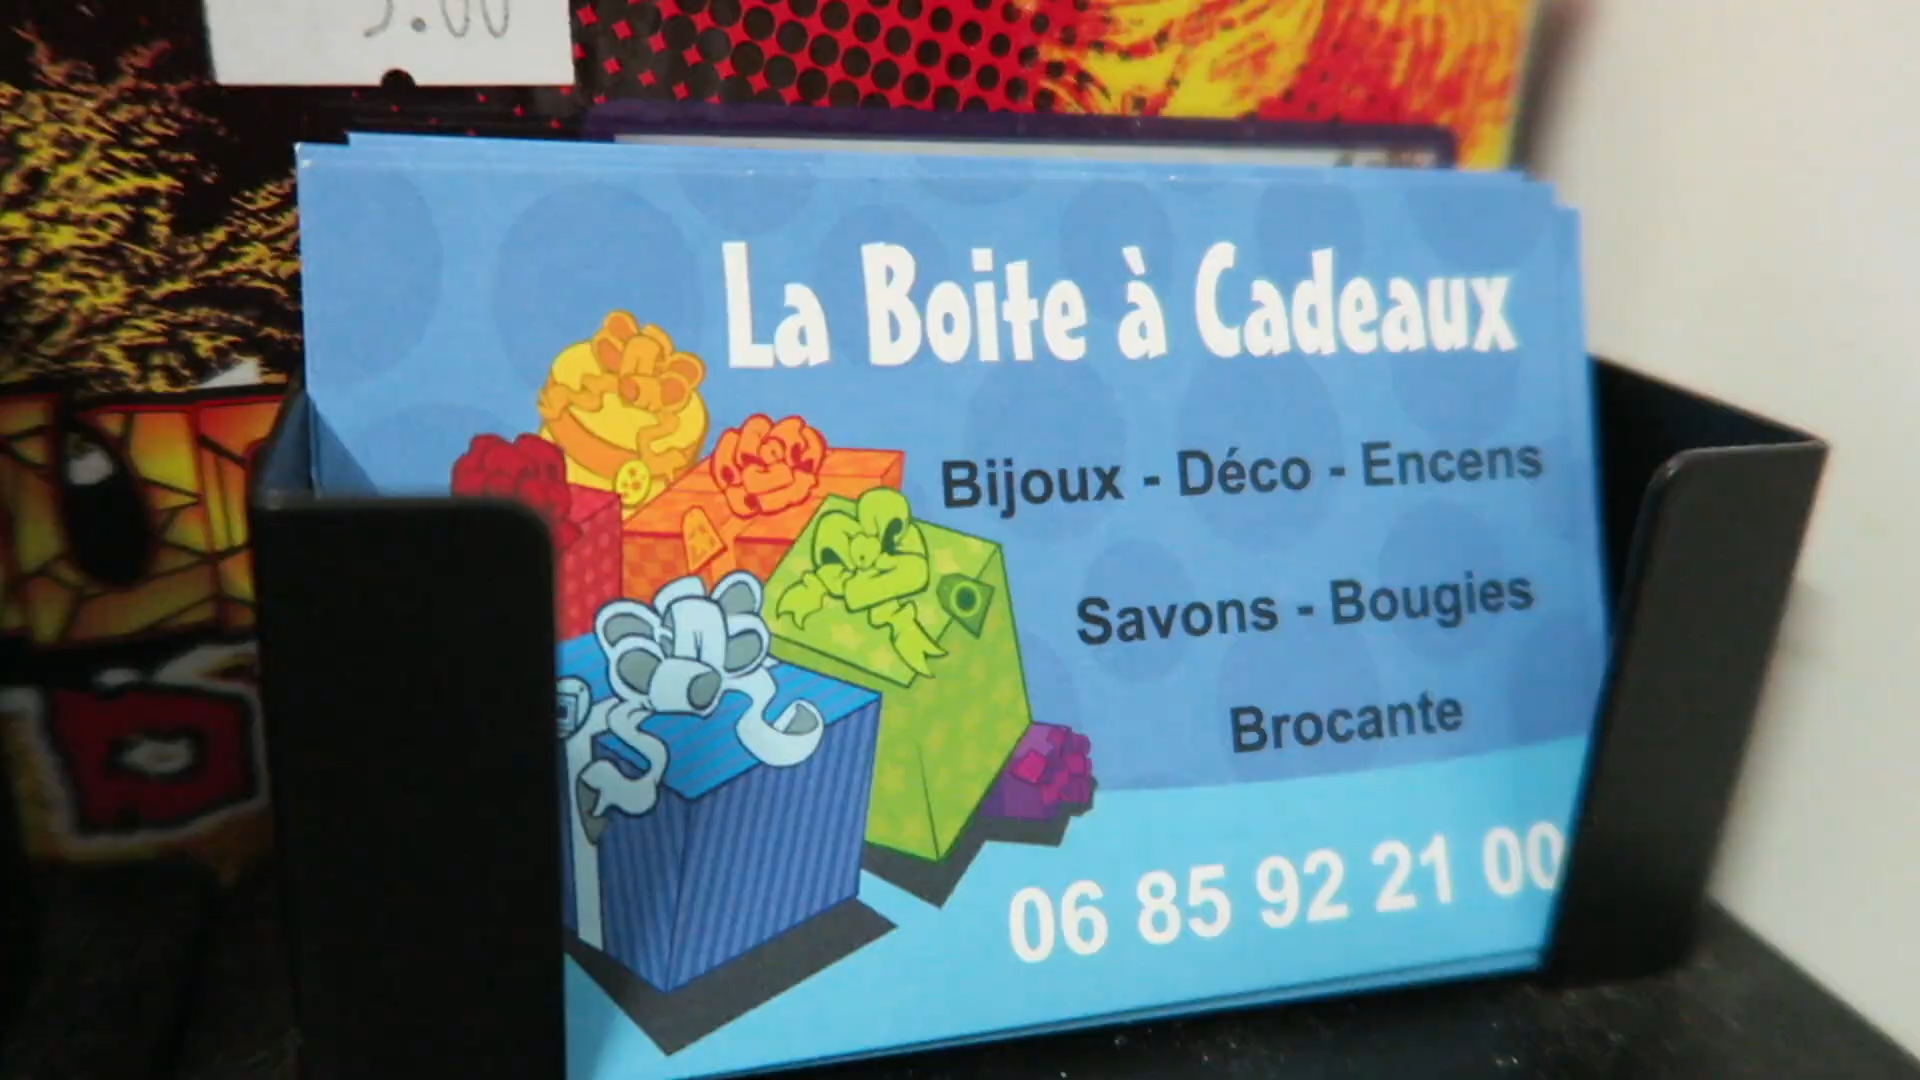 La Boite à Cadeaux
Bijoux - Déco - Encens
Savons - Bougies
Brocante
06 85 92 21 00